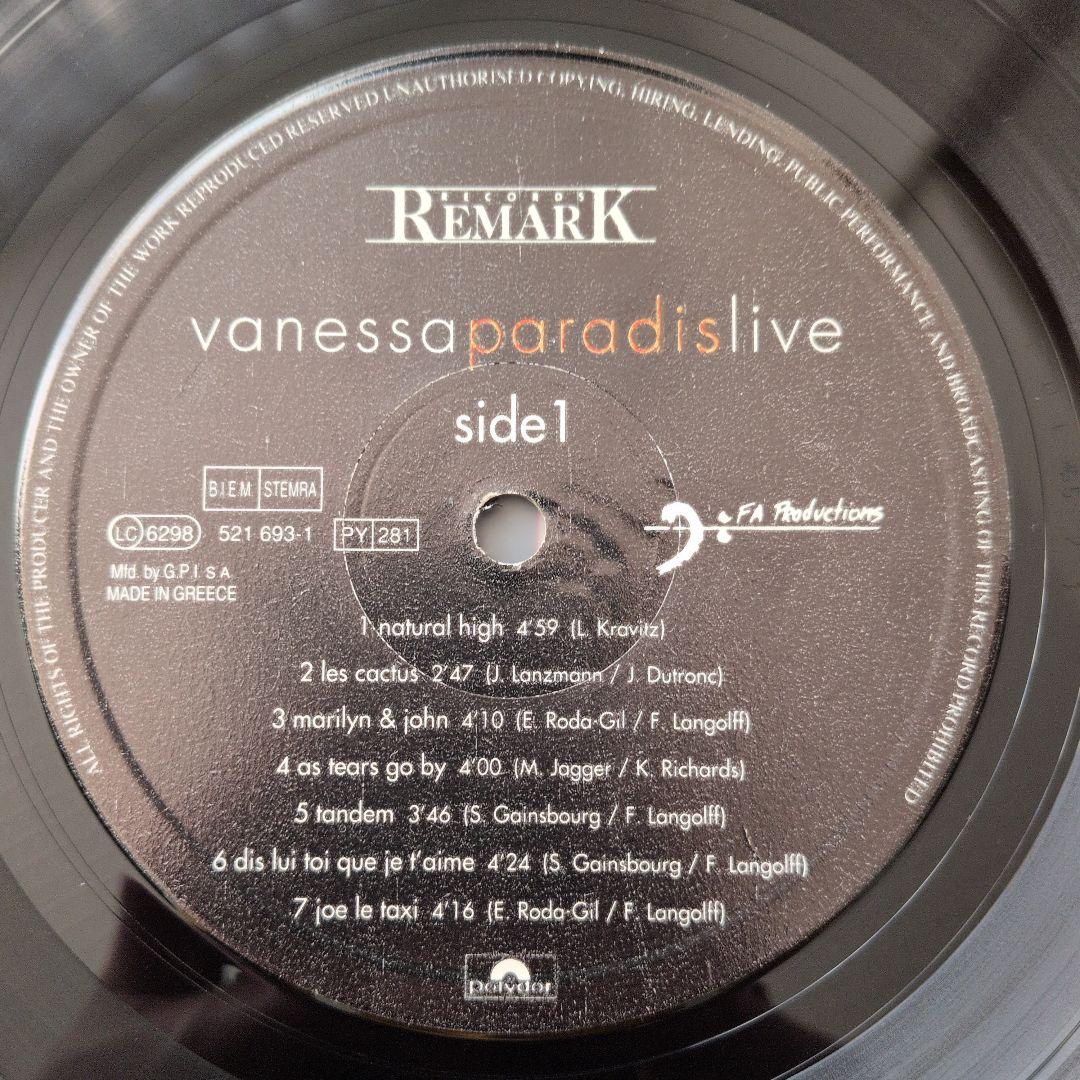 ALL RIGHTS OF THE PRODUCER AND THE OWNER OF THE WORK REPRODUCED RESERVED UNAUTHORISED COPYING, HIRING, LENDING, PUBLIC PERFORMANCE AND BROADCASTING OF THIS RECORD PROHIBITED
RECORDS
REMARK
vanessaparadislive
side1
B.I.E.M. STEMRA
LC 6298 521 693-1 PY 281
FA Productions
Mfd. by G.P.I. S A
MADE IN GREECE
1 natural high 4'59 (L. Kravitz)
2 les cactus 2'47 (J. Lanzmann / J. Dutronc)
3 marilyn & john 4'10 (E. Roda-Gil / F. Langolff)
4 as tears go by 4'00 (M. Jagger / K. Richards)
5 tandem 3'46 (S. Gainsbourg / F. Langolff)
6 dis lui toi que je t'aime 4'24 (S. Gainsbourg / F. Langolff)
7 joe le taxi 4'16 (E. Roda-Gil / F. Langolff)
polydor